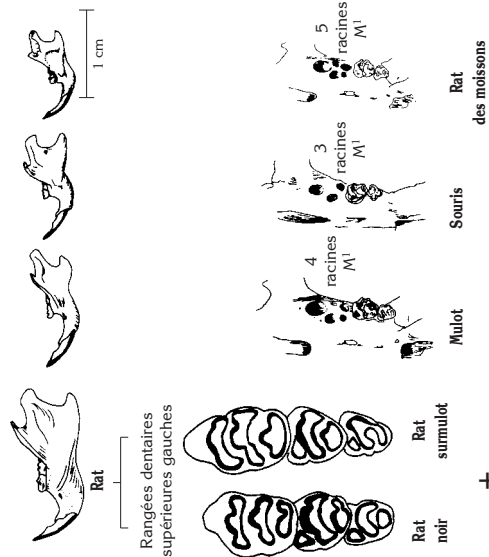 1 cm
Rat
Rangées dentaires
supérieures gauches
4
racines
M¹
3
racines
M¹
5
racines
M¹
Rat
noir
Rat
surmulot
Mulot
Souris
Rat
des moissons